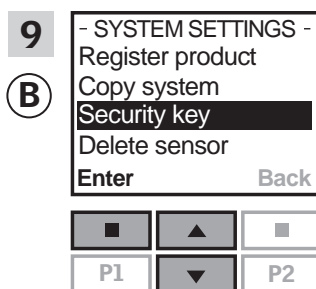 9
B
- SYSTEM SETTINGS -
Register product
Copy system
Security key
Delete sensor
Enter Back
P1 P2